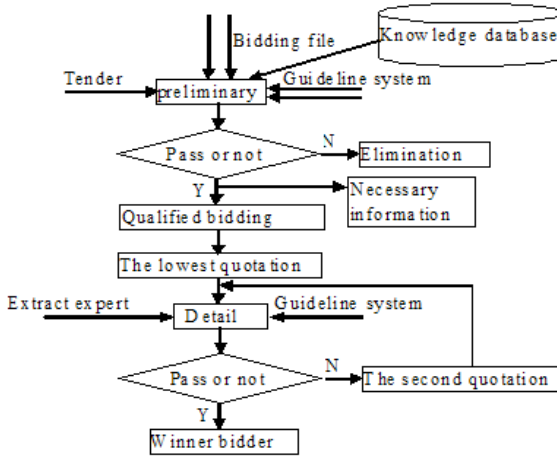 Bidding file
Knowledge database
Tender
Guideline system
preliminary
Pass or not
N
Elimination
Y
Necessary
information
Qualified bidding
The lowest quotation
Extract expert
Guideline system
Detail
Pass or not
N
The second quotation
Y
Winner bidder